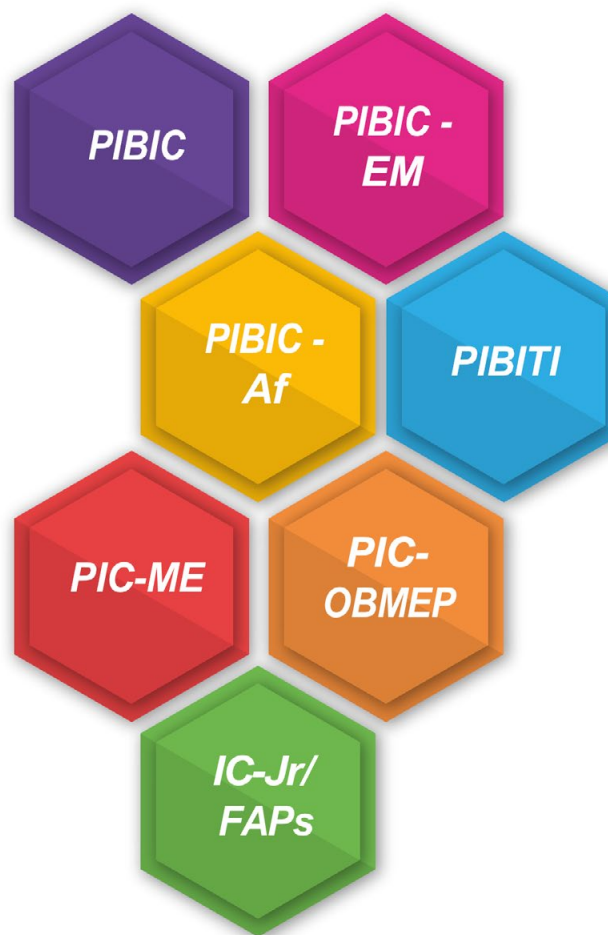 PIBIC
PIBIC -
EM
PIBIC -
Af
PIBITI
PIC-ME
PIC-
OBMEP
IC-Jr/
FAPs